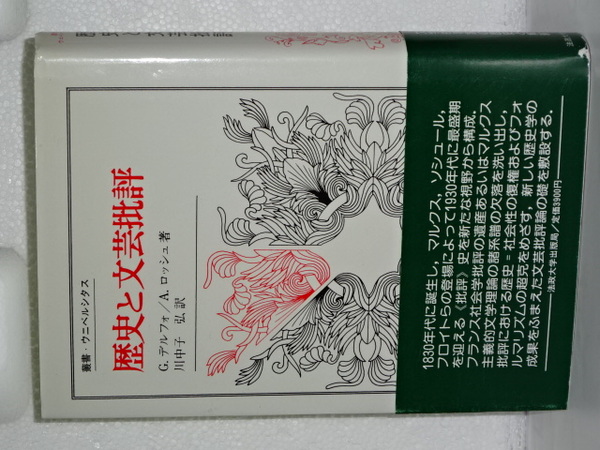 叢書・ウニベルシタス
歴史と文芸批評
G. デルフォ／A. ロッシュ著
川中子 弘 訳
1830年代に誕生し，マルクス，ソシュール，
フロイトらの登場によって1930年代に最盛期
を迎える《批評》史を新たな視野から構成．
フランス社会学批評の遺産あるいはマルクス
主義的文学理論の諸系譜の欠落を洗い出し，
批評における歴史＝社会性の復権およびフォ
ルマリスムの超克をめざす，新しい歴史学の
成果をふまえた文芸批評論の礎を敷設する．
法政大学出版局／定価3900円